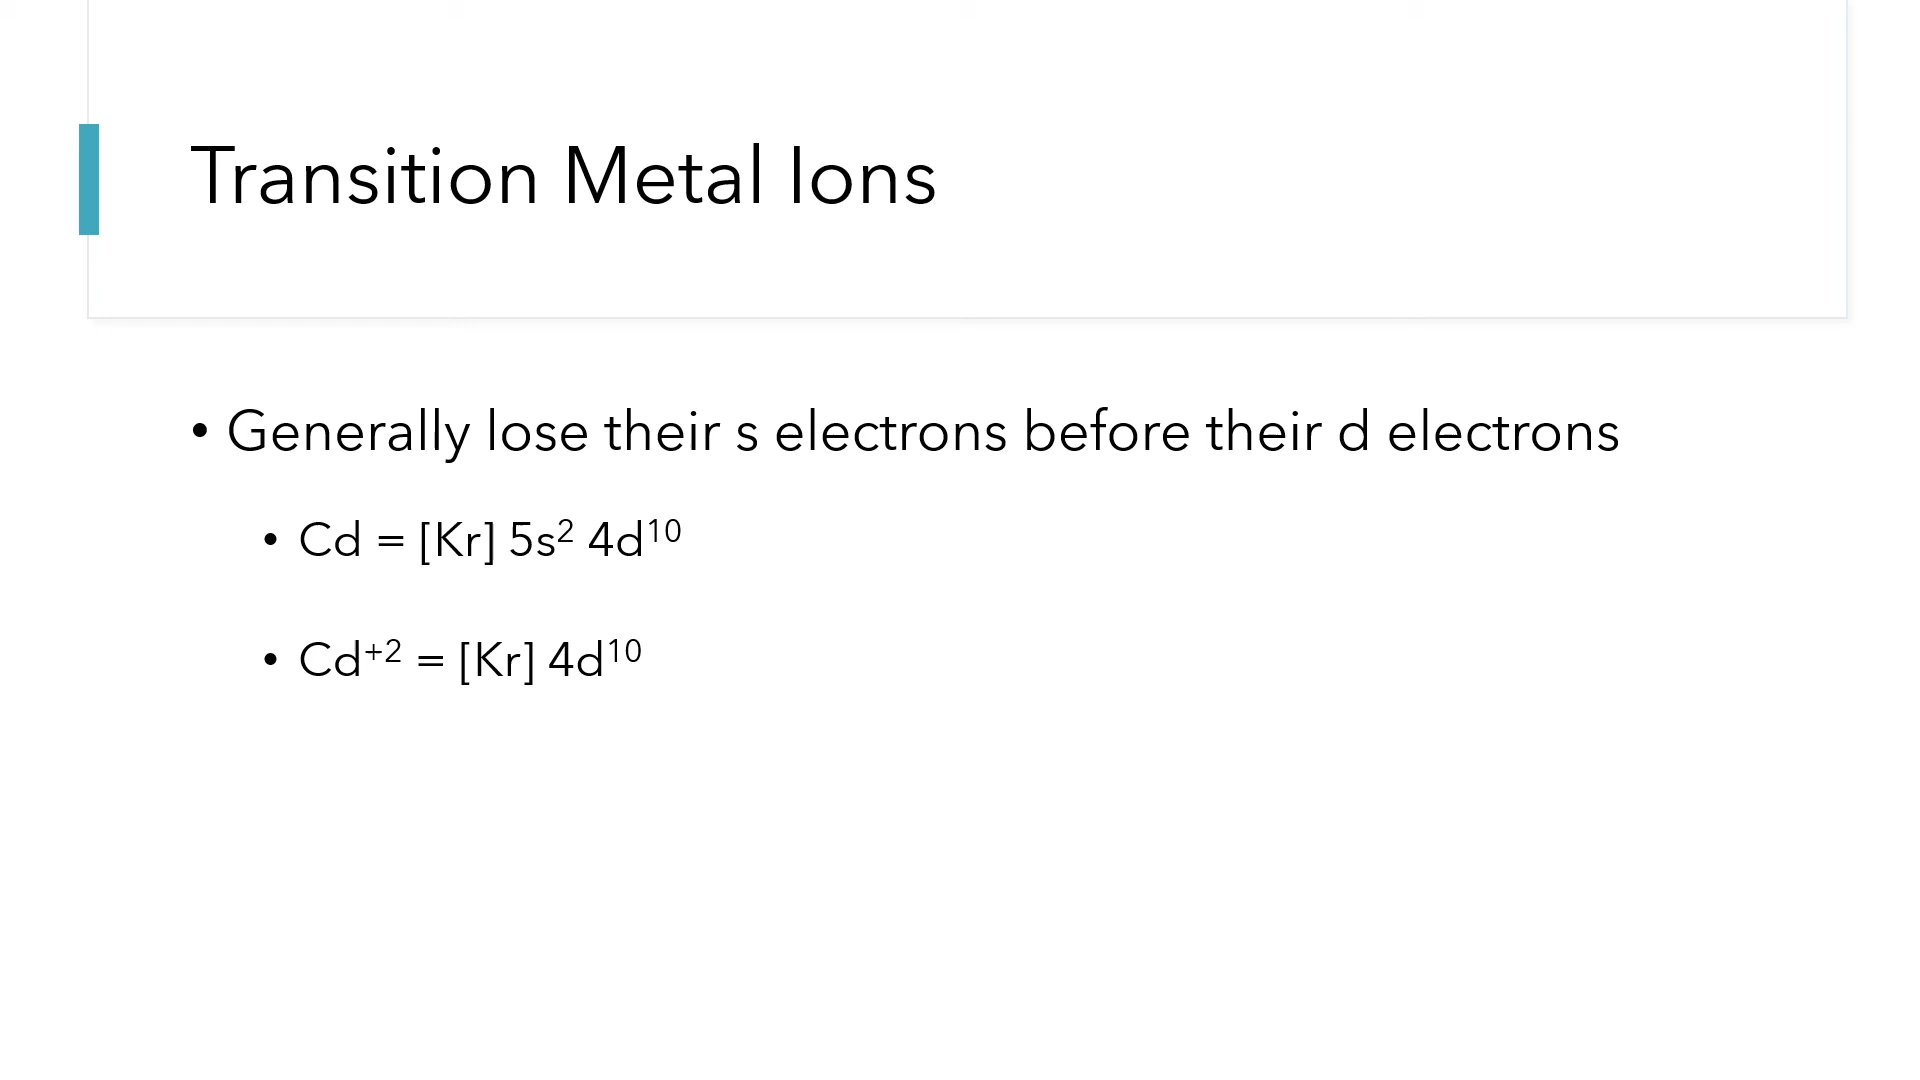 Transition Metal Ions
• Generally lose their s electrons before their d electrons
• Cd = [Kr] 5s² 4d¹⁰
• Cd⁺² = [Kr] 4d¹⁰